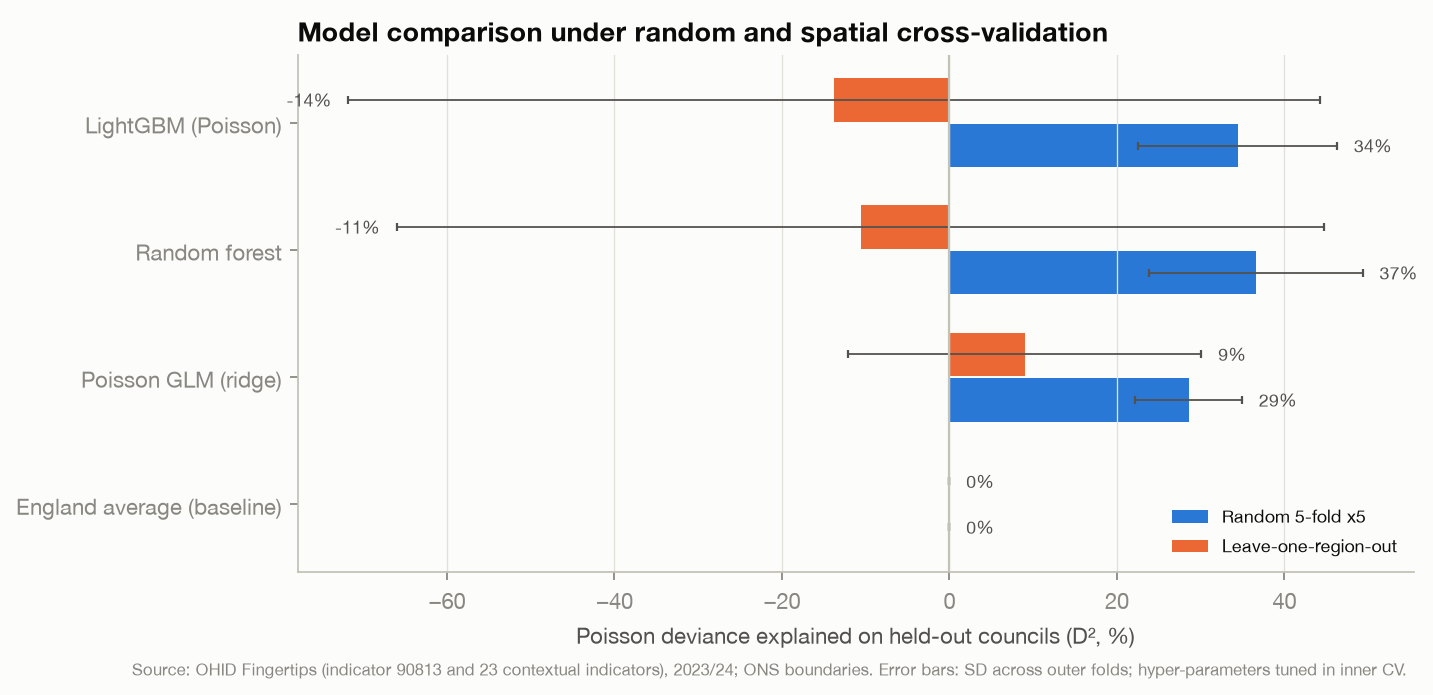 Model comparison under random and spatial cross-validation
-14%
LightGBM (Poisson)
34%
-11%
Random forest
37%
9%
Poisson GLM (ridge)
29%
0%
England average (baseline)
0%
Random 5-fold x5
Leave-one-region-out
−60 −40 −20 0 20 40
Poisson deviance explained on held-out councils (D², %)
Source: OHID Fingertips (indicator 90813 and 23 contextual indicators), 2023/24; ONS boundaries. Error bars: SD across outer folds; hyper-parameters tuned in inner CV.